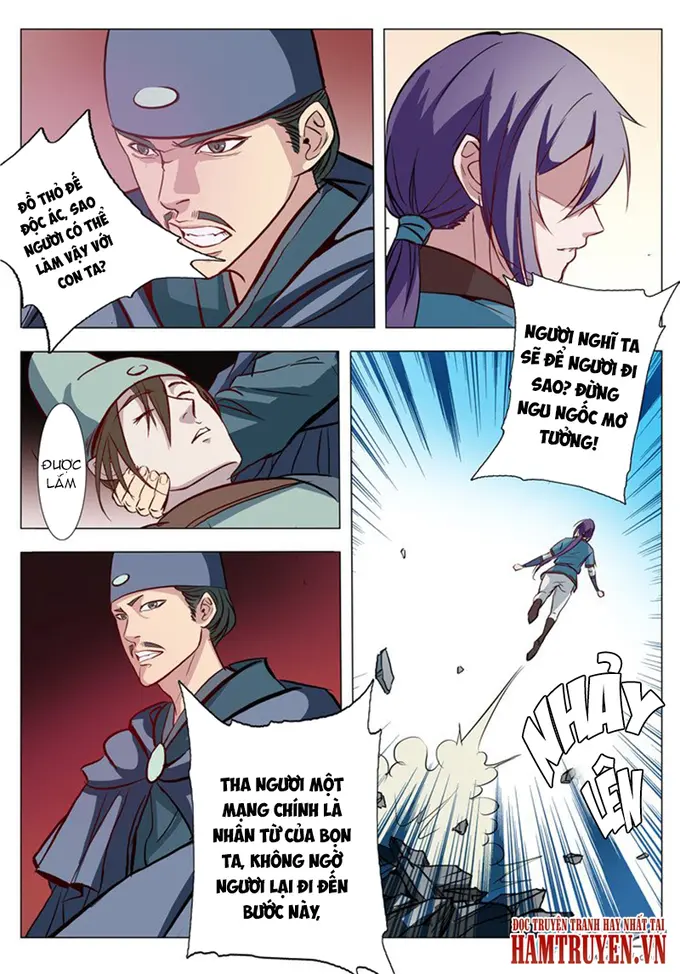 ĐỒ THỎ ĐẾ
ĐỘC ÁC, SAO
NGƯƠI CÓ THỂ
LÀM VẬY VỚI
CON TA?
NGƯƠI NGHĨ TA
SẼ ĐỂ NGƯƠI ĐI
SAO? ĐỪNG
NGU NGỐC MƠ
TƯỞNG!
ĐƯỢC
LẮM
NHẢY
LÊN
THA NGƯƠI MỘT
MẠNG CHÍNH LÀ
NHÂN TỪ CỦA BỌN
TA, KHÔNG NGỜ
NGƯƠI LẠI ĐI ĐẾN
BƯỚC NÀY,
ĐỌC TRUYỆN TRANH HAY NHẤT TẠI
HAMTRUYEN.VN